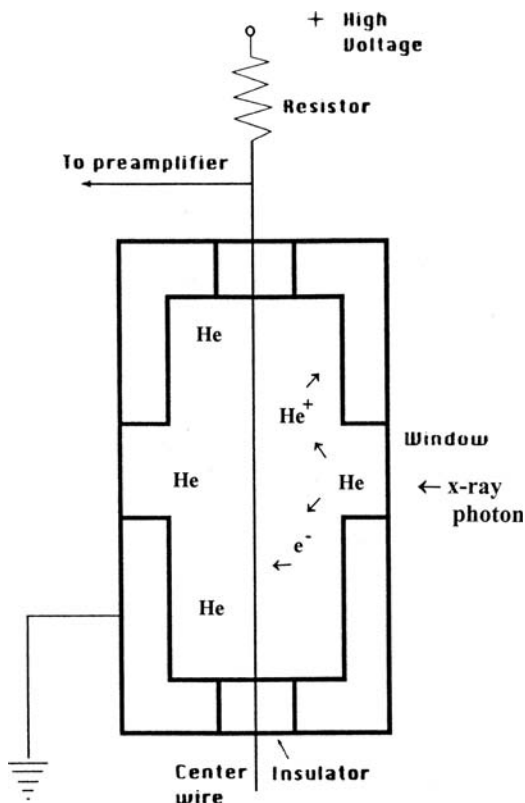 + High
Voltage
Resistor
To preamplifier
He
He⁺
Window
He
He
← x-ray
photon
e⁻
He
Center
wire
Insulator